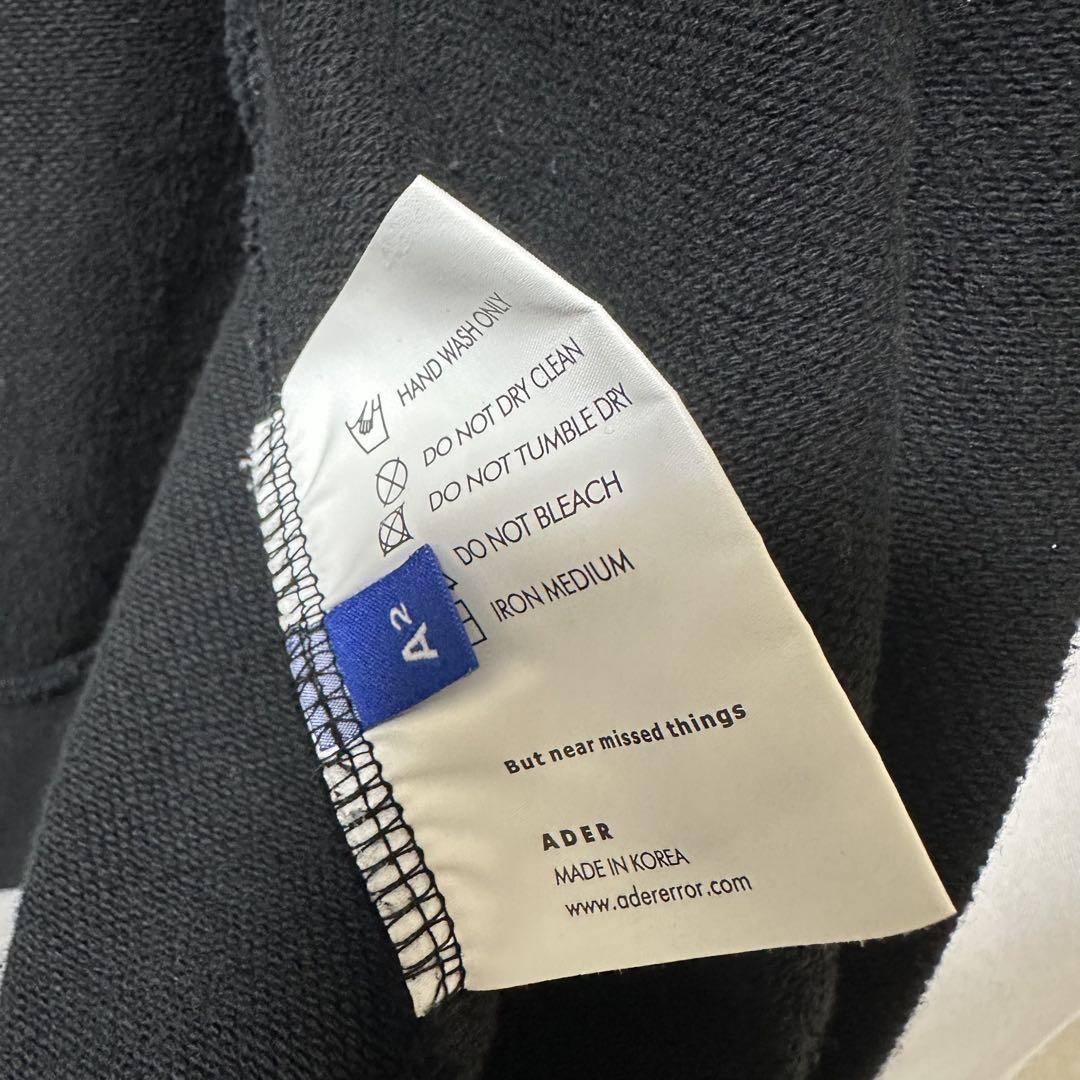 HAND WASH ONLY
DO NOT DRY CLEAN
DO NOT TUMBLE DRY
DO NOT BLEACH
IRON MEDIUM
A2
But near missed things
ADER
MADE IN KOREA
www.adererror.com